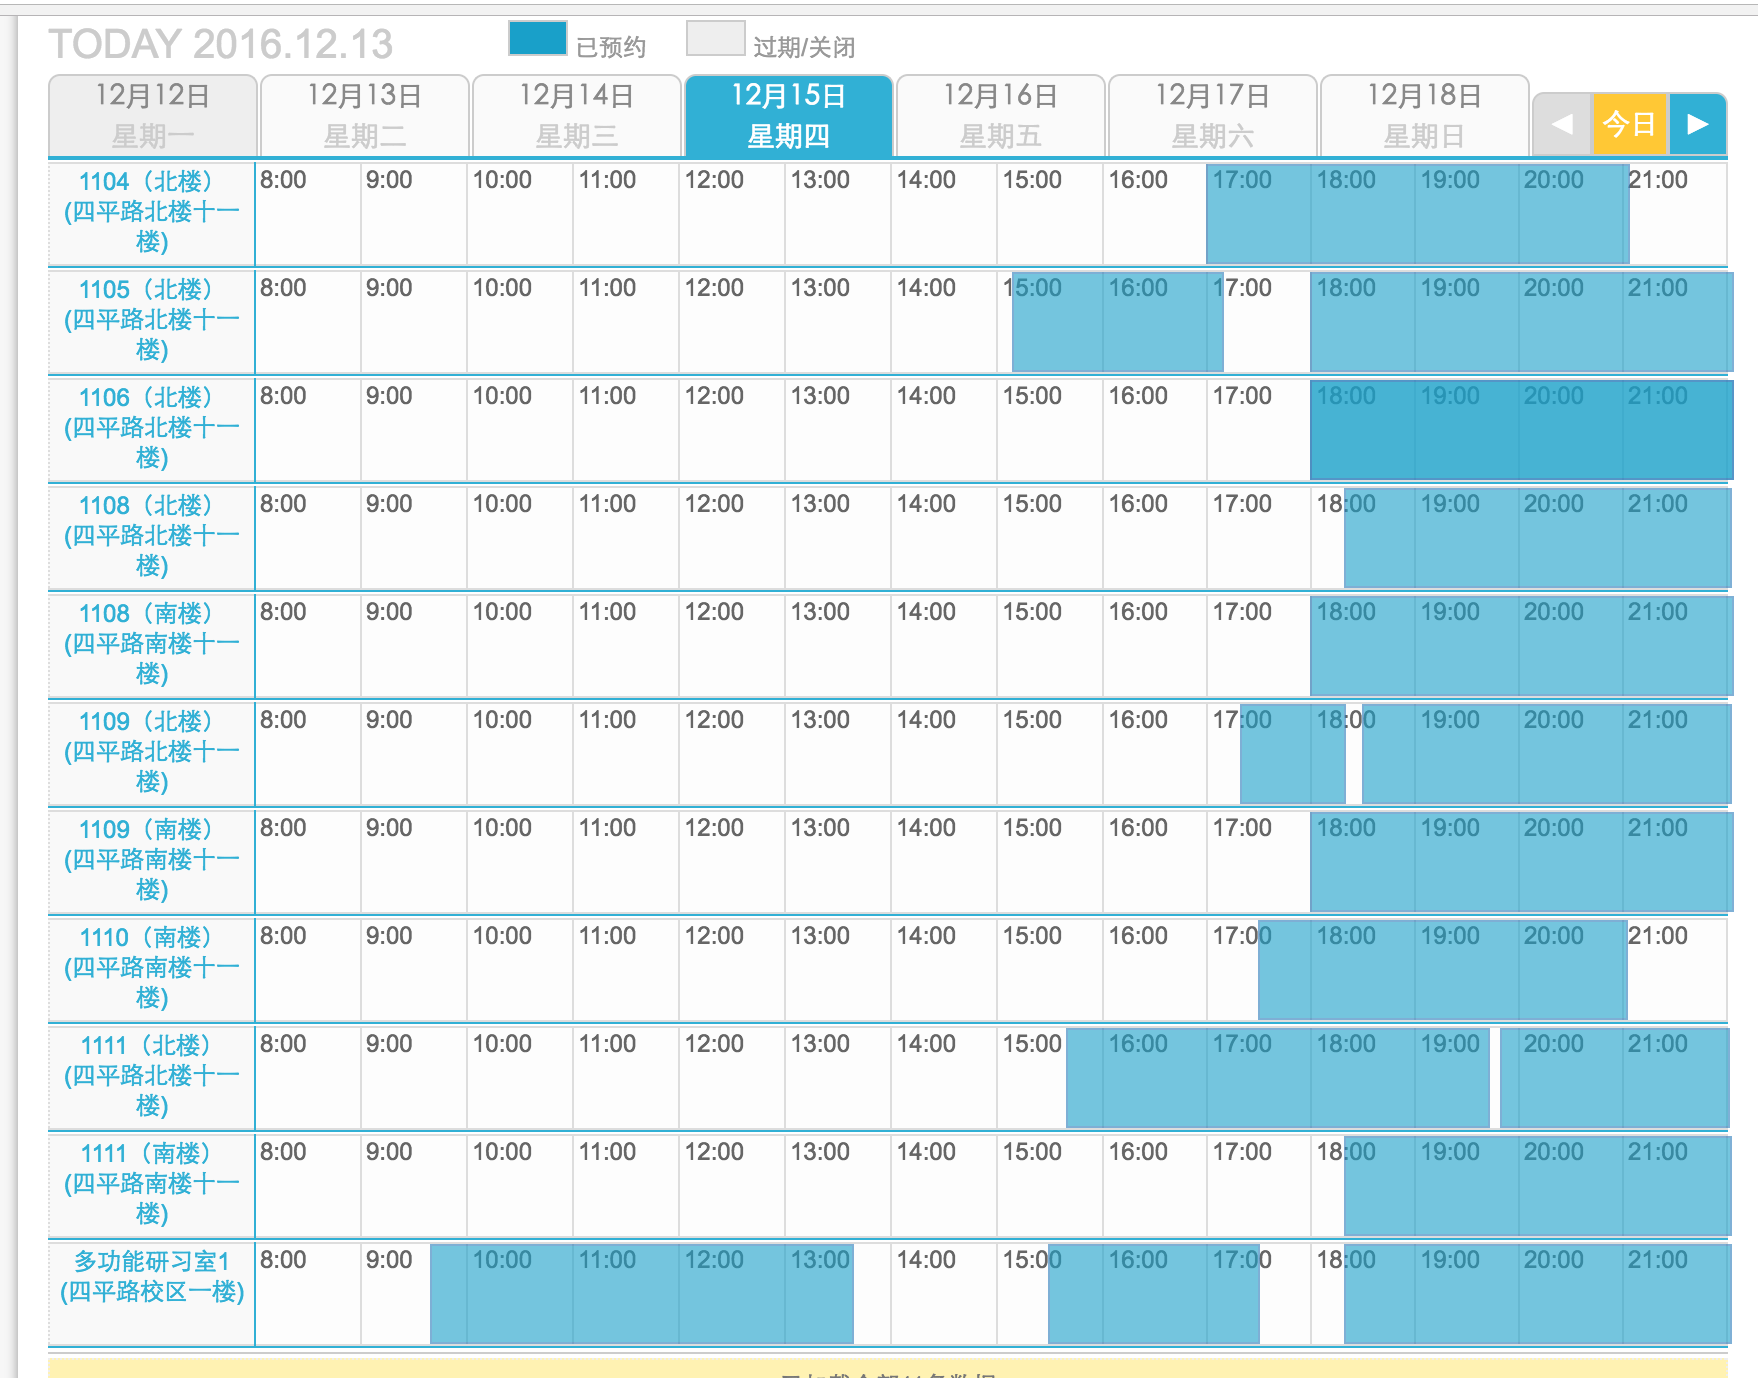 TODAY 2016.12.13 已预约 过期/关闭
12月12日 12月13日 12月14日 12月15日 12月16日 12月17日 12月18日
星期一 星期二 星期三 星期四 星期五 星期六 星期日 ◀ 今日 ▶
1104（北楼） 8:00 9:00 10:00 11:00 12:00 13:00 14:00 15:00 16:00 17:00 18:00 19:00 20:00 21:00
(四平路北楼十一
楼)
1105（北楼） 8:00 9:00 10:00 11:00 12:00 13:00 14:00 15:00 16:00 17:00 18:00 19:00 20:00 21:00
(四平路北楼十一
楼)
1106（北楼） 8:00 9:00 10:00 11:00 12:00 13:00 14:00 15:00 16:00 17:00 18:00 19:00 20:00 21:00
(四平路北楼十一
楼)
1108（北楼） 8:00 9:00 10:00 11:00 12:00 13:00 14:00 15:00 16:00 17:00 18:00 19:00 20:00 21:00
(四平路北楼十一
楼)
1108（南楼） 8:00 9:00 10:00 11:00 12:00 13:00 14:00 15:00 16:00 17:00 18:00 19:00 20:00 21:00
(四平路南楼十一
楼)
1109（北楼） 8:00 9:00 10:00 11:00 12:00 13:00 14:00 15:00 16:00 17:00 18:00 19:00 20:00 21:00
(四平路北楼十一
楼)
1109（南楼） 8:00 9:00 10:00 11:00 12:00 13:00 14:00 15:00 16:00 17:00 18:00 19:00 20:00 21:00
(四平路南楼十一
楼)
1110（南楼） 8:00 9:00 10:00 11:00 12:00 13:00 14:00 15:00 16:00 17:00 18:00 19:00 20:00 21:00
(四平路南楼十一
楼)
1111（北楼） 8:00 9:00 10:00 11:00 12:00 13:00 14:00 15:00 16:00 17:00 18:00 19:00 20:00 21:00
(四平路北楼十一
楼)
1111（南楼） 8:00 9:00 10:00 11:00 12:00 13:00 14:00 15:00 16:00 17:00 18:00 19:00 20:00 21:00
(四平路南楼十一
楼)
多功能研习室1 8:00 9:00 10:00 11:00 12:00 13:00 14:00 15:00 16:00 17:00 18:00 19:00 20:00 21:00
(四平路校区一楼)